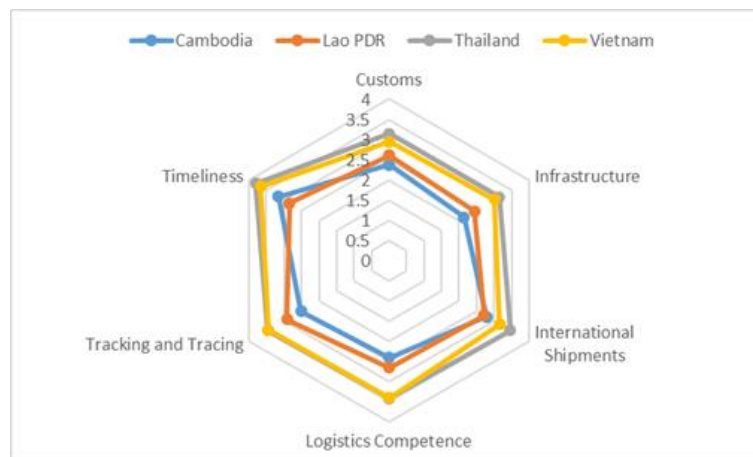 Cambodia Lao PDR Thailand Vietnam
Customs
4
3.5
3
2.5
2
1.5
1
0.5
0
Timeliness
Infrastructure
Tracking and Tracing
International
Shipments
Logistics Competence